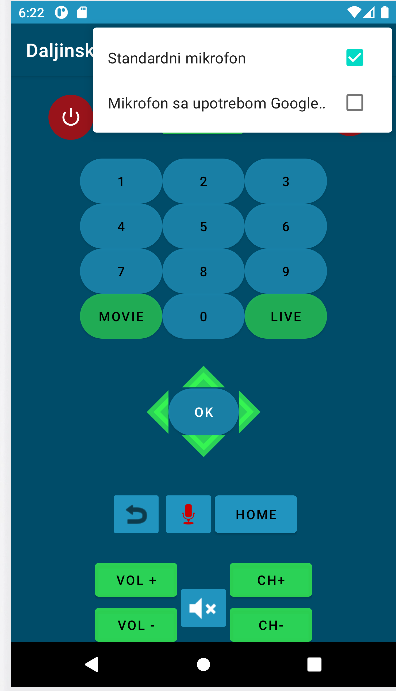 6:22
Daljinsk
Standardni mikrofon
Mikrofon sa upotrebom Google..
1 2 3
4 5 6
7 8 9
MOVIE 0 LIVE
OK
HOME
VOL + CH+
VOL - CH-